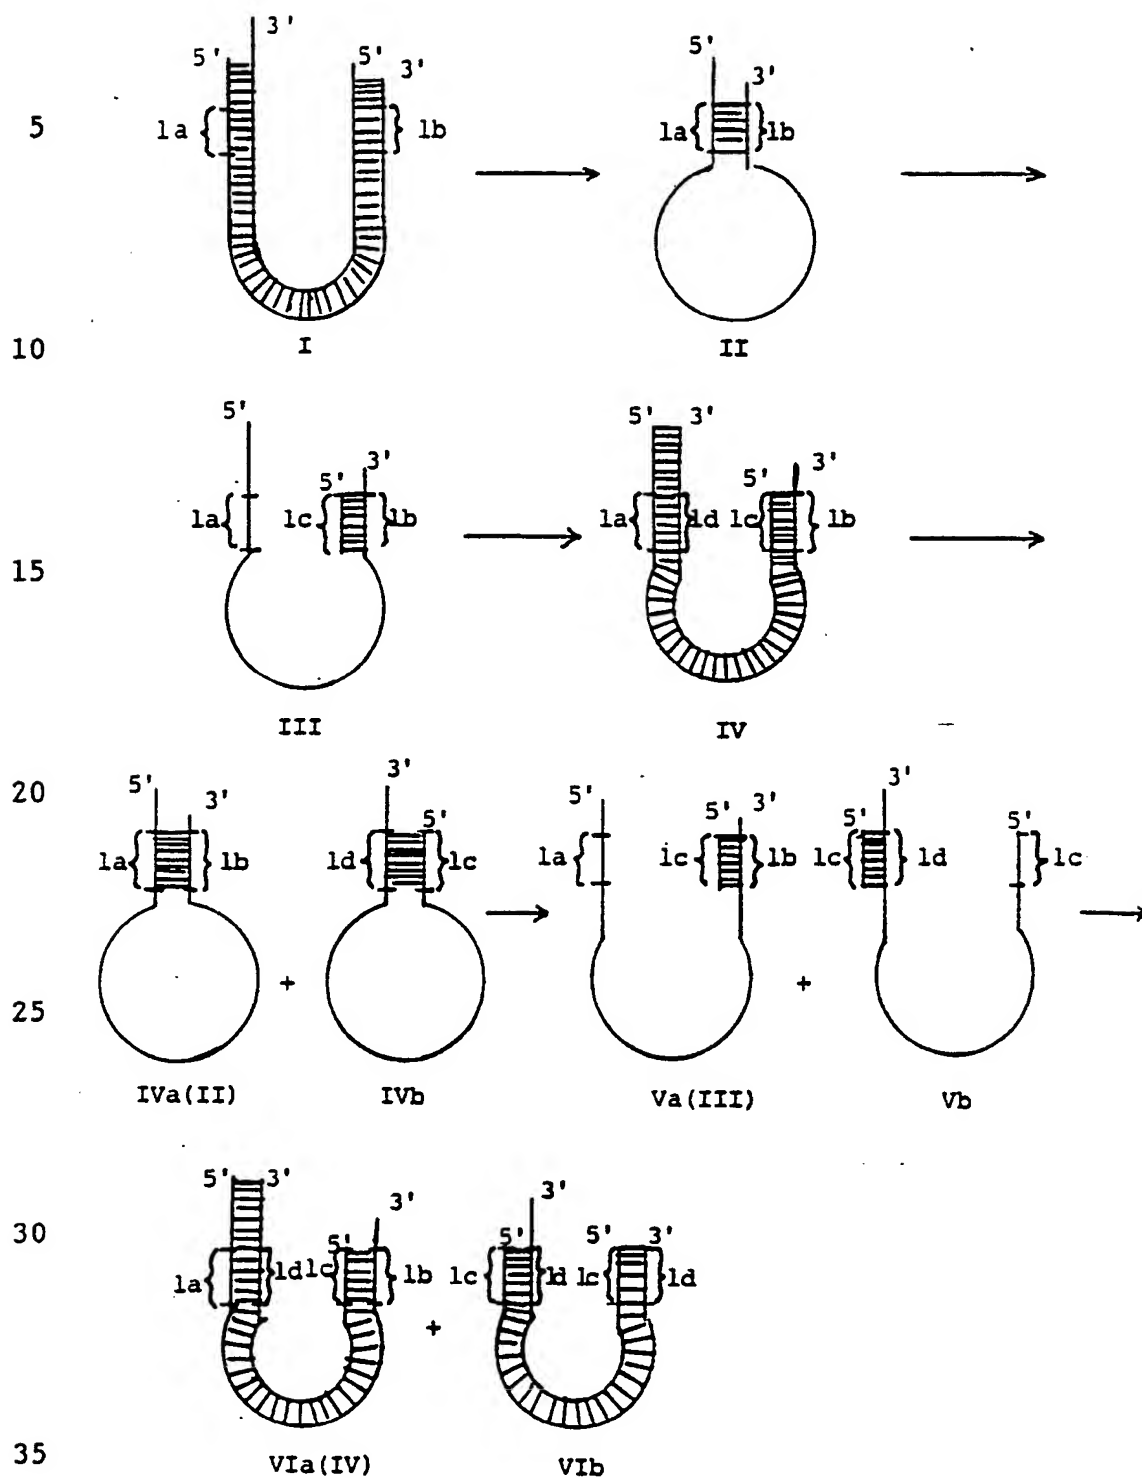 3'
5' 5' 3'
5'
3'
5 1a 1b 1a 1b
10 I II
5' 5' 3'
3' 3'
5' 5'
1a 1c 1b 1a 1d 1c 1b
15
III IV
20 5' 3' 3' 5' 5' 3' 3' 5'
1a 1b 1d 1c 1a 1c 1b 1c 1d 1c
+ +
25
IVa(II) IVb Va(III) Vb
5' 3' 3' 3'
30 5' 5' 5' 3'
1a 1d 1c 1b 1c 1d 1c 1d
+
35 VIa(IV) VIb